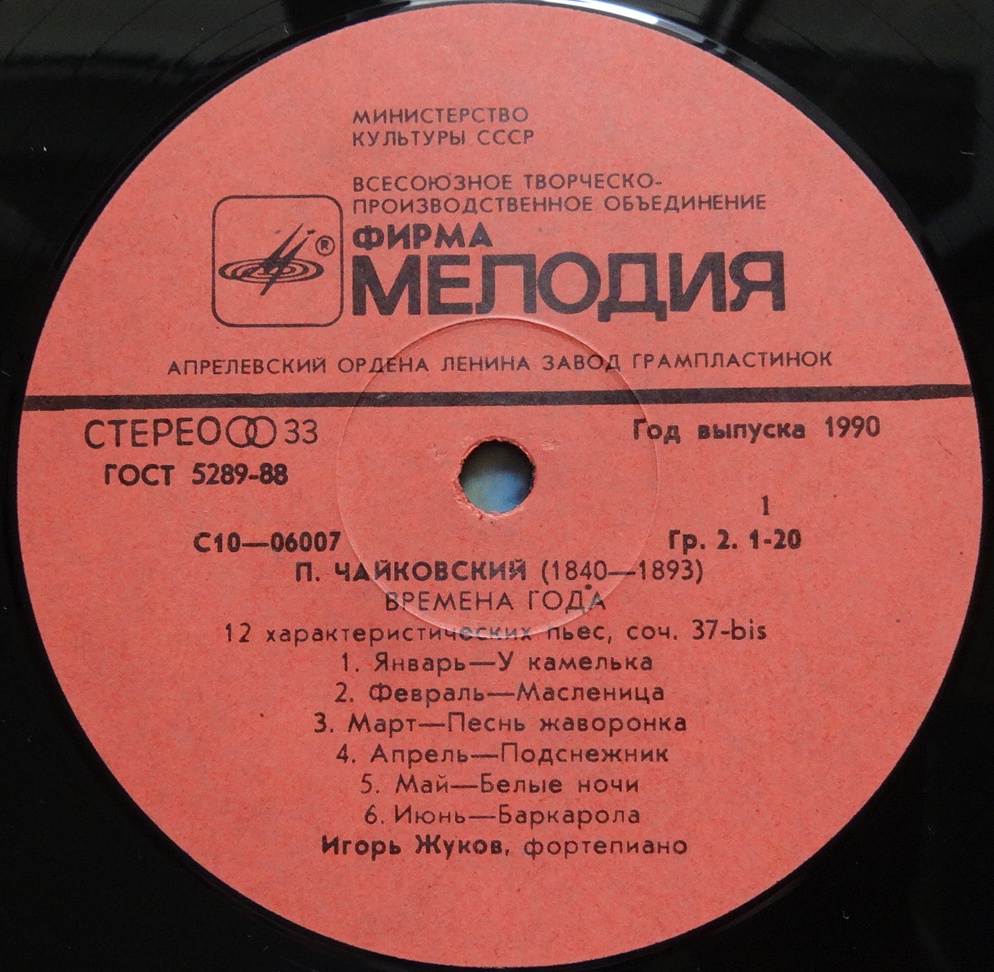 МИНИСТЕРСТВО
КУЛЬТУРЫ СССР
ВСЕСОЮЗНОЕ ТВОРЧЕСКО-
ПРОИЗВОДСТВЕННОЕ ОБЪЕДИНЕНИЕ
ФИРМА
®
МЕЛОДИЯ
АПРЕЛЕВСКИЙ ОРДЕНА ЛЕНИНА ЗАВОД ГРАМПЛАСТИНОК
СТЕРЕО 33
Год выпуска 1990
ГОСТ 5289-88
1
С10—06007
Гр. 2. 1-20
П. ЧАЙКОВСКИЙ (1840—1893)
ВРЕМЕНА ГОДА
12 характеристических пьес, соч. 37-bis
1. Январь—У камелька
2. Февраль—Масленица
3. Март—Песнь жаворонка
4. Апрель—Подснежник
5. Май—Белые ночи
6. Июнь—Баркарола
Игорь Жуков, фортепиано